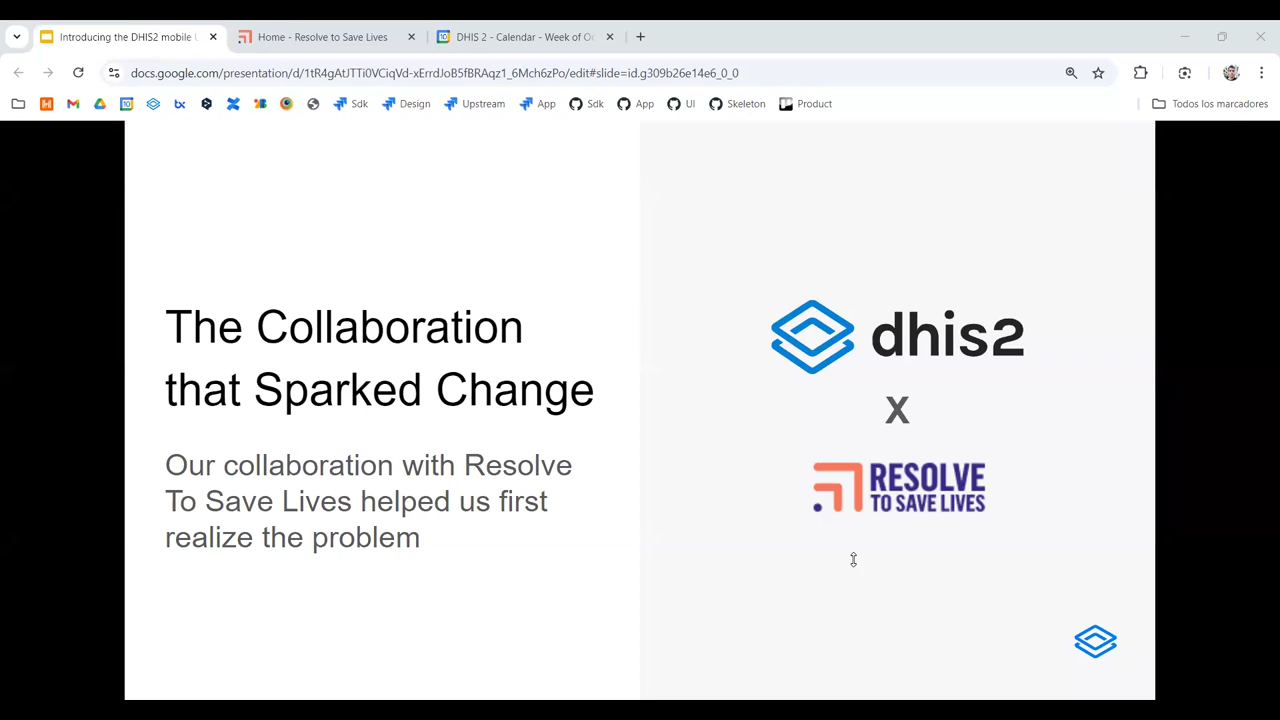 Introducing the DHIS2 mobile U
Home - Resolve to Save Lives
DHIS 2 - Calendar - Week of Oc
docs.google.com/presentation/d/1tR4gAtJTTi0VCiqVd-xErrdJoB5fBRAqz1_6Mch6zPo/edit#slide=id.g309b26e14e6_0_0
Sdk Design Upstream App Sdk App UI Skeleton Product Todos los marcadores
The Collaboration
that Sparked Change
Our collaboration with Resolve
To Save Lives helped us first
realize the problem
dhis2
X
RESOLVE
TO SAVE LIVES